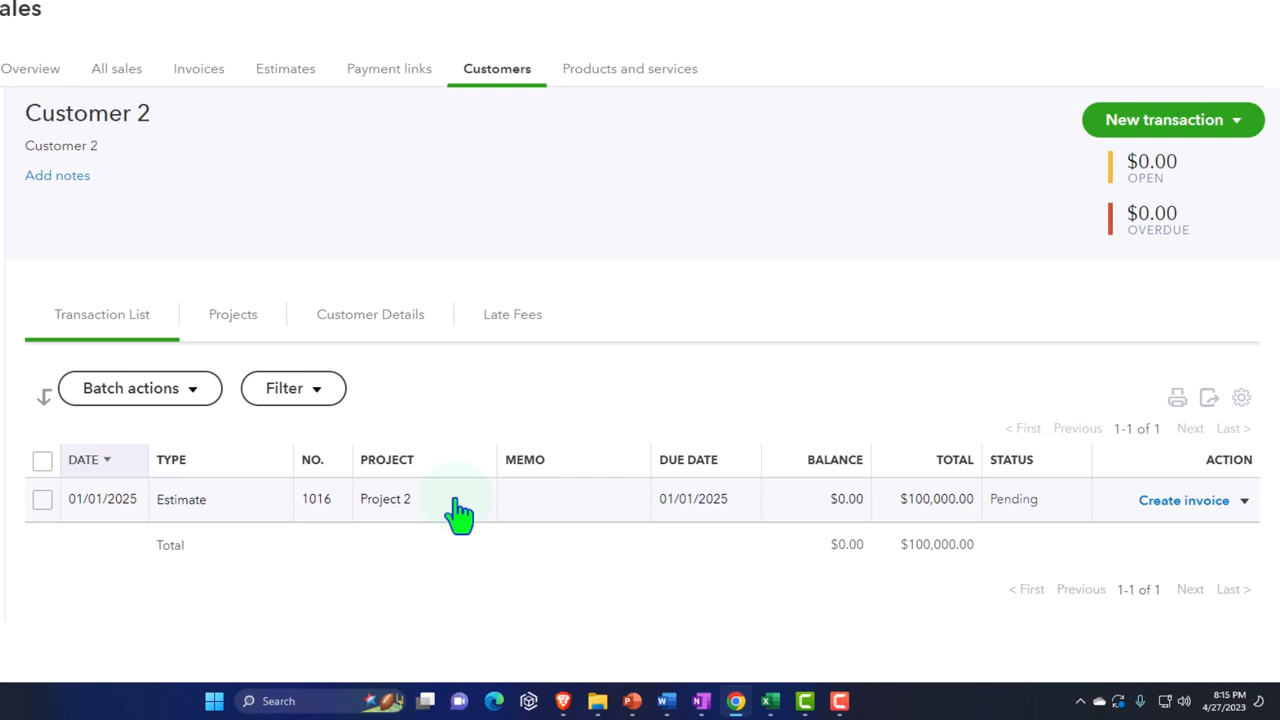 ales
Overview All sales Invoices Estimates Payment links Customers Products and services
Customer 2
Customer 2
Add notes
New transaction
$0.00
OPEN
$0.00
OVERDUE
Transaction List Projects Customer Details Late Fees
Batch actions Filter
< First Previous 1-1 of 1 Next Last >
DATE TYPE NO. PROJECT MEMO DUE DATE BALANCE TOTAL STATUS ACTION
01/01/2025 Estimate 1016 Project 2 01/01/2025 $0.00 $100,000.00 Pending Create invoice
Total $0.00 $100,000.00
< First Previous 1-1 of 1 Next Last >
Search
8:15 PM
4/27/2023